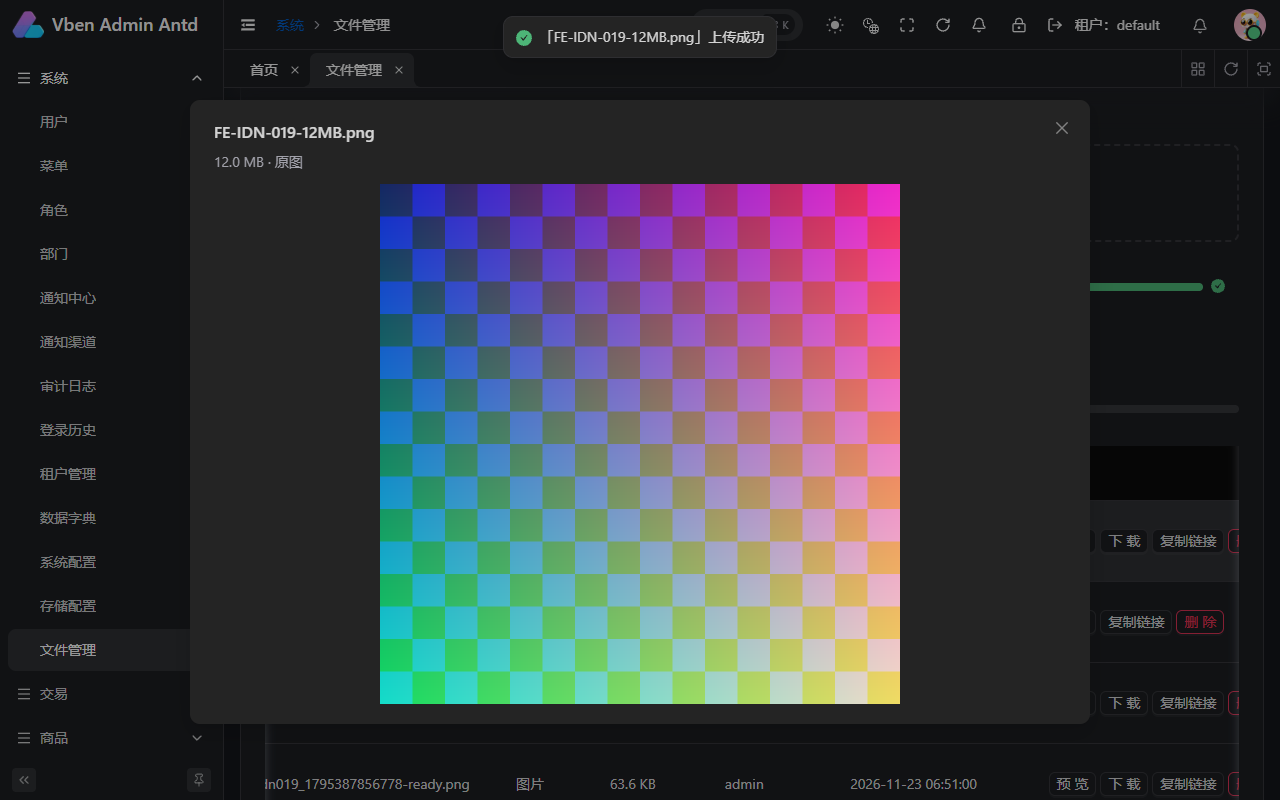 Vben Admin Antd
系统 > 文件管理
K
租户：default
「FE-IDN-019-12MB.png」上传成功
首页 ×
文件管理 ×
系统
用户
菜单
角色
部门
通知中心
通知渠道
审计日志
登录历史
租户管理
数据字典
系统配置
存储配置
文件管理
交易
商品
FE-IDN-019-12MB.png
12.0 MB · 原图
下 载 复制链接
复制链接 删 除
下 载 复制链接
dn019_1795387856778-ready.png 图片 63.6 KB admin 2026-11-23 06:51:00 预 览 下 载 复制链接